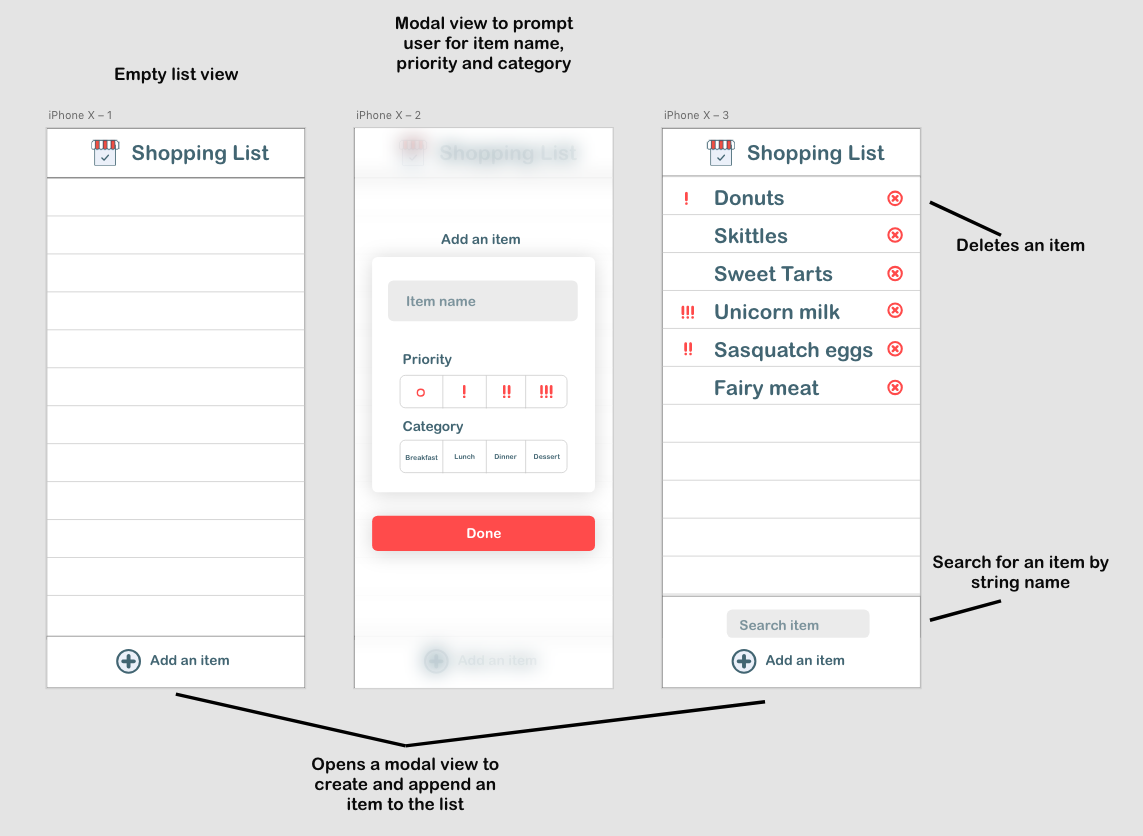 Modal view to prompt
user for item name,
priority and category
Empty list view
iPhone X – 1
Shopping List
Add an item
iPhone X – 2
Shopping List
Add an item
Item name
Priority
! !! !!!
Category
Breakfast Lunch Dinner Dessert
Done
Add an item
iPhone X – 3
Shopping List
! Donuts
Skittles
Sweet Tarts
!!! Unicorn milk
!! Sasquatch eggs
Fairy meat
Search item
Add an item
Deletes an item
Search for an item by
string name
Opens a modal view to
create and append an
item to the list